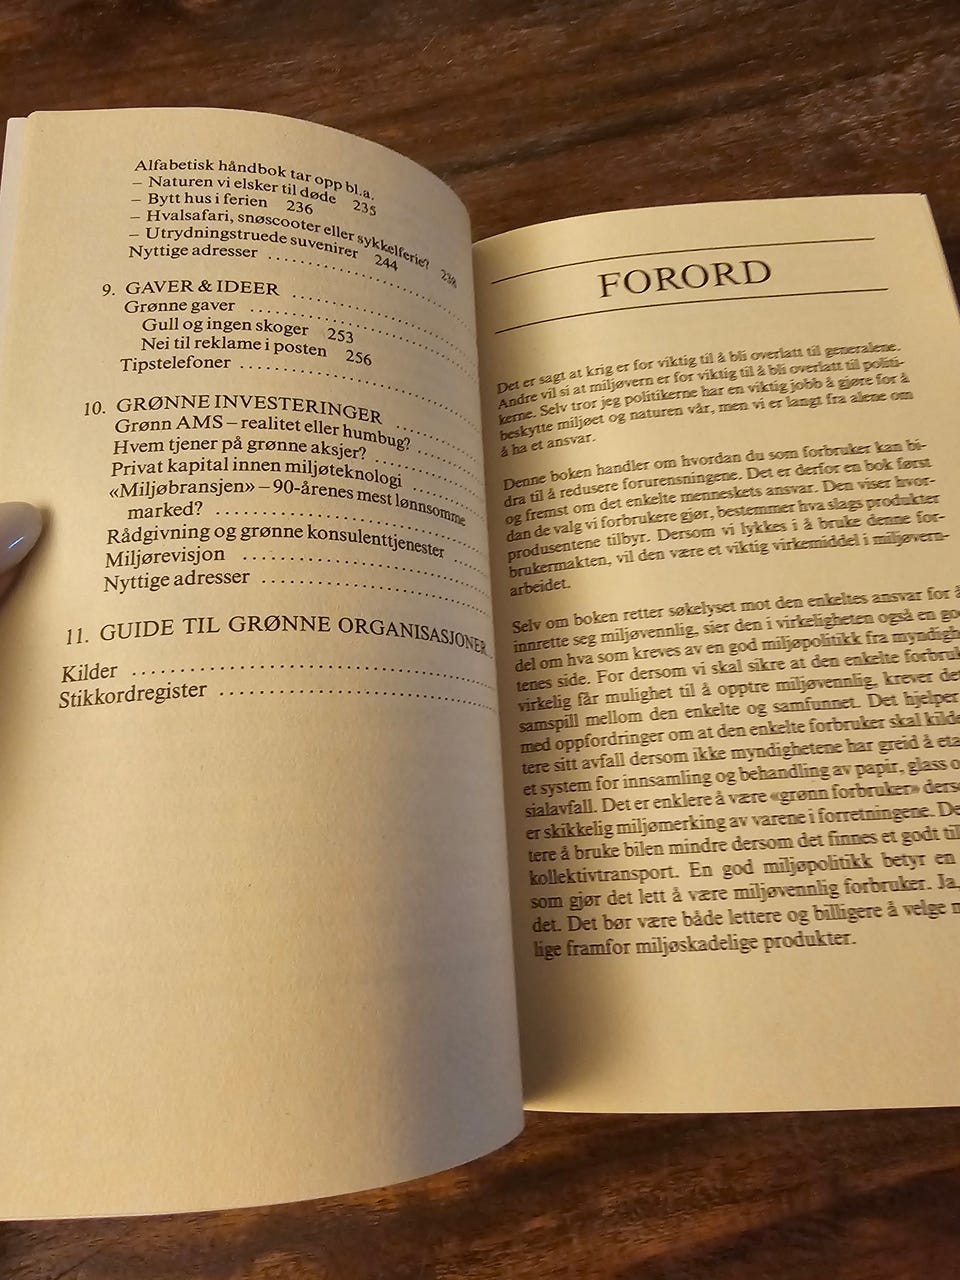 Alfabetisk håndbok tar opp bl.a.
– Naturen vi elsker til døde 235
– Bytt hus i ferien 236
– Hvalsafari, snøscooter eller sykkelferie?
– Utrydningstruede suvenirer 244
Nyttige adresser ....................
9. GAVER & IDEER ....................
Grønne gaver ....................
Gull og ingen skoger 253
Nei til reklame i posten 256
Tipstelefoner ....................
10. GRØNNE INVESTERINGER ..........
Grønn AMS – realitet eller humbug? ..........
Hvem tjener på grønne aksjer? ..........
Privat kapital innen miljøteknologi ..........
«Miljøbransjen» – 90-årenes mest lønnsomme
marked? ....................
Rådgivning og grønne konsulenttjenester
Miljørevisjon ....................
Nyttige adresser ....................
11. GUIDE TIL GRØNNE ORGANISASJONER..
Kilder ....................
Stikkordregister ....................
FORORD
Det er sagt at krig er for viktig til å bli overlatt til generalene.
Andre vil si at miljøvern er for viktig til å bli overlatt til politi-
kerne. Selv tror jeg politikerne har en viktig jobb å gjøre for å
beskytte miljøet og naturen vår, men vi er langt fra alene om
å ha et ansvar.
Denne boken handler om hvordan du som forbruker kan bi-
dra til å redusere forurensningene. Det er derfor en bok først
og fremst om det enkelte menneskets ansvar. Den viser hvor-
dan de valg vi forbrukere gjør, bestemmer hva slags produkter
produsentene tilbyr. Dersom vi lykkes i å bruke denne for-
brukermakten, vil den være et viktig virkemiddel i miljøvern-
arbeidet.
Selv om boken retter søkelyset mot den enkeltes ansvar for å
innrette seg miljøvennlig, sier den i virkeligheten også en go
del om hva som kreves av en god miljøpolitikk fra myndigh
tenes side. For dersom vi skal sikre at den enkelte forbruk
virkelig får mulighet til å opptre miljøvennlig, krever det
samspill mellom den enkelte og samfunnet. Det hjelper
med oppfordringer om at den enkelte forbruker skal kilde
tere sitt avfall dersom ikke myndighetene har greid å eta
et system for innsamling og behandling av papir, glass o
sialavfall. Det er enklere å være «grønn forbruker» derso
er skikkelig miljømerking av varene i forretningene. De
tere å bruke bilen mindre dersom det finnes et godt til
kollektivtransport. En god miljøpolitikk betyr en
som gjør det lett å være miljøvennlig forbruker. Ja,
det. Det bør være både lettere og billigere å velge m
lige framfor miljøskadelige produkter.